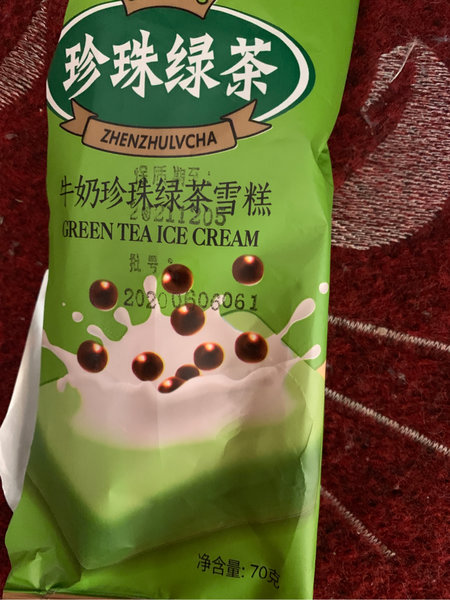 珍珠绿茶
ZHENZHULVCHA
保质期至:
牛奶珍珠绿茶雪糕
20211205
GREEN TEA ICE CREAM
批号:
20200606061
净含量: 70克